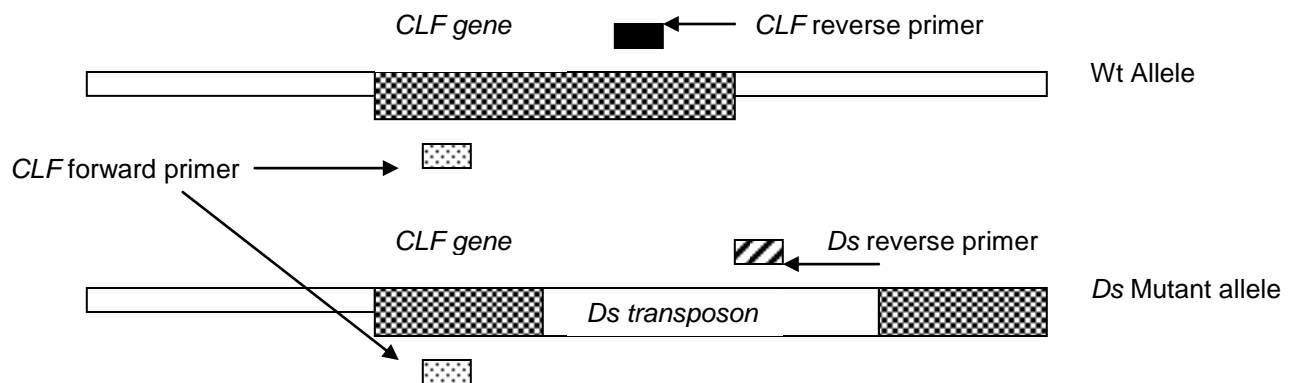 CLF gene
CLF reverse primer
Wt Allele
CLF forward primer
CLF gene
Ds reverse primer
Ds transposon
Ds Mutant allele